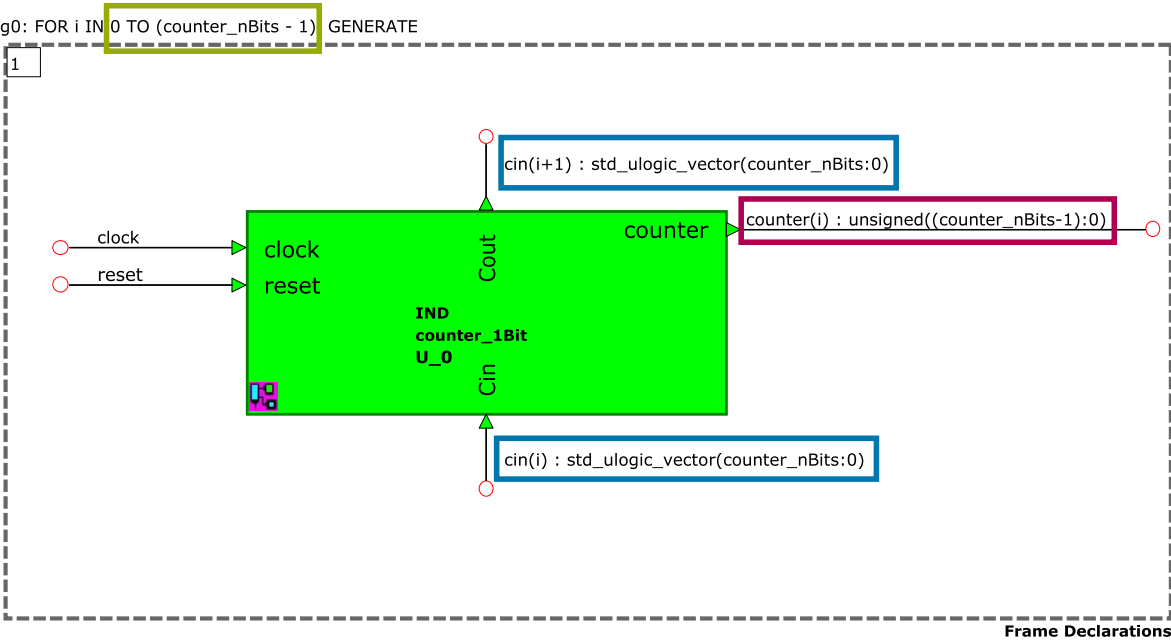 g0: FOR i IN 0 TO (counter_nBits - 1) GENERATE
1
cin(i+1) : std_ulogic_vector(counter_nBits:0)
counter(i) : unsigned((counter_nBits-1):0)
clock
reset
clock
reset
Cout
counter
IND
counter_1Bit
U_0
Cin
cin(i) : std_ulogic_vector(counter_nBits:0)
Frame Declarations